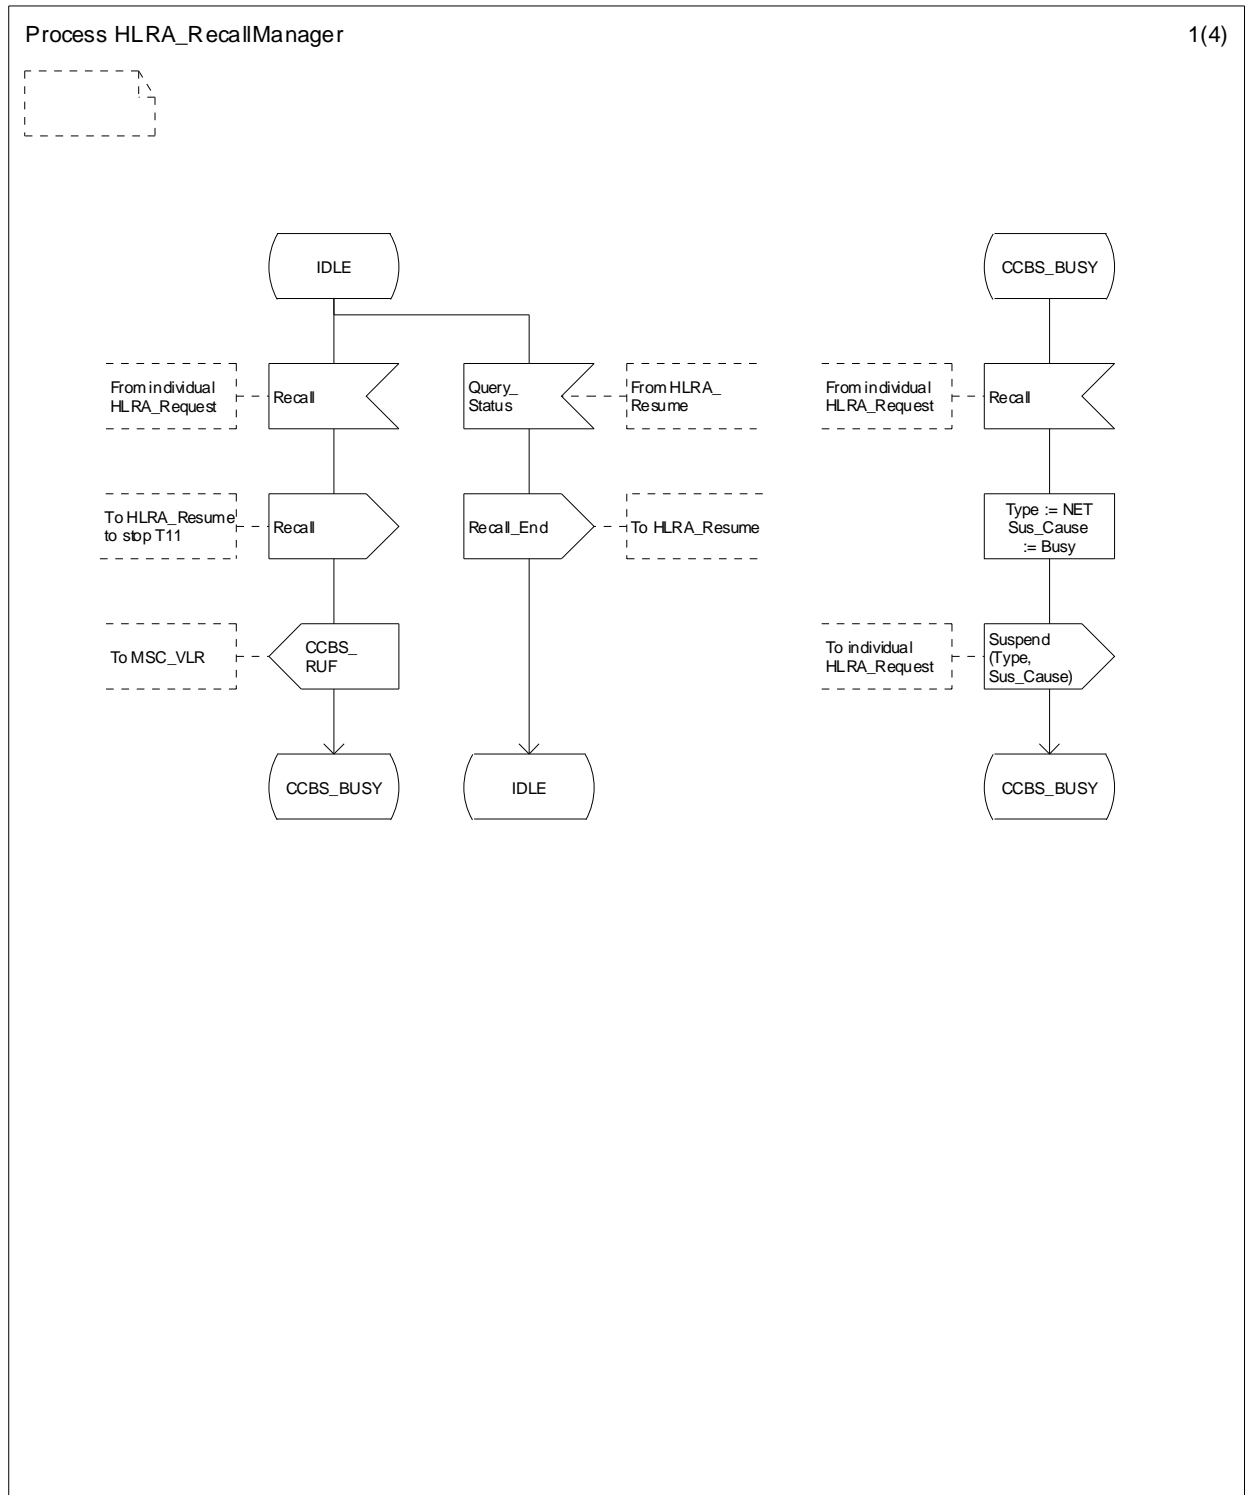 Process HLRA_RecallManager
1(4)
IDLE
From individual
HLRA_Request
Recall
To HLRA_Resume
to stop T11
Recall
To MSC_VLR
CCBS_
RUF
CCBS_BUSY
Query_
Status
From HLRA_
Resume
Recall_End
To HLRA_Resume
IDLE
CCBS_BUSY
From individual
HLRA_Request
Recall
Type := NET
Sus_Cause
:= Busy
To individual
HLRA_Request
Suspend
(Type,
Sus_Cause)
CCBS_BUSY